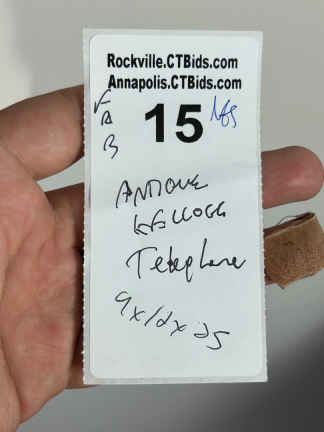 Rockville.CTBids.com
Annapolis.CTBids.com
15
ANTIQUE
KELLOGG
Telephone
9x12x25